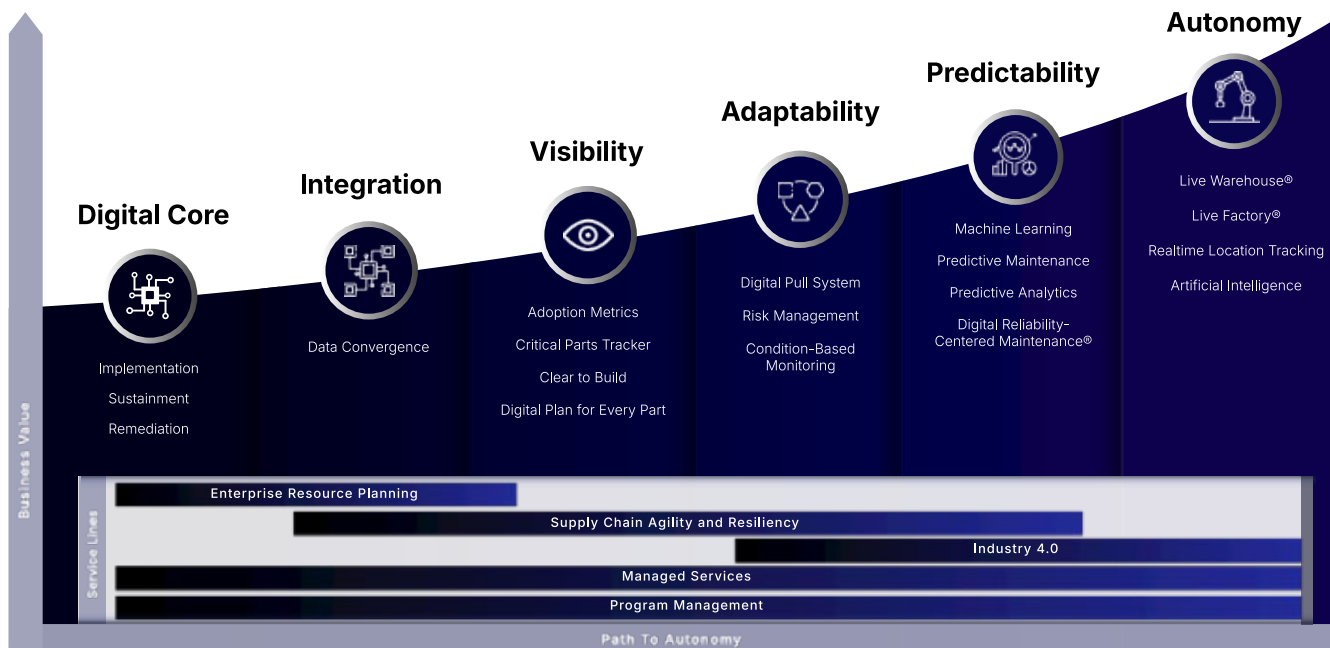 Digital Core
Implementation
Sustainment
Remediation
Integration
Data Convergence
Visibility
Adoption Metrics
Critical Parts Tracker
Clear to Build
Digital Plan for Every Part
Adaptability
Digital Pull System
Risk Management
Condition-Based
Monitoring
Predictability
Machine Learning
Predictive Maintenance
Predictive Analytics
Digital Reliability-
Centered Maintenance®
Autonomy
Live Warehouse®
Live Factory®
Realtime Location Tracking
Artificial Intelligence
Business Value
Service Lines
Enterprise Resource Planning
Supply Chain Agility and Resiliency
Industry 4.0
Managed Services
Program Management
Path To Autonomy